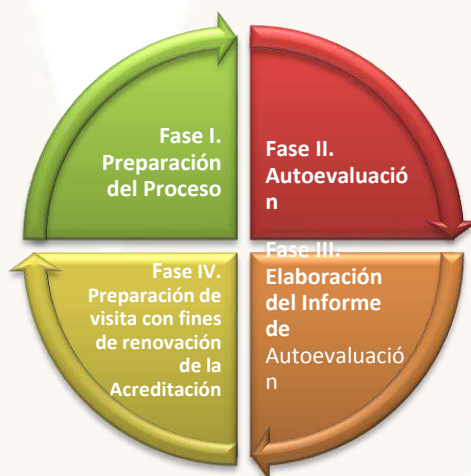 Fase I.
Preparación
del Proceso
Fase II.
Autoevaluació
n
Fase III.
Elaboración
del Informe
de
Autoevaluació
n
Fase IV.
Preparación de
visita con fines
de renovación
de la
Acreditación